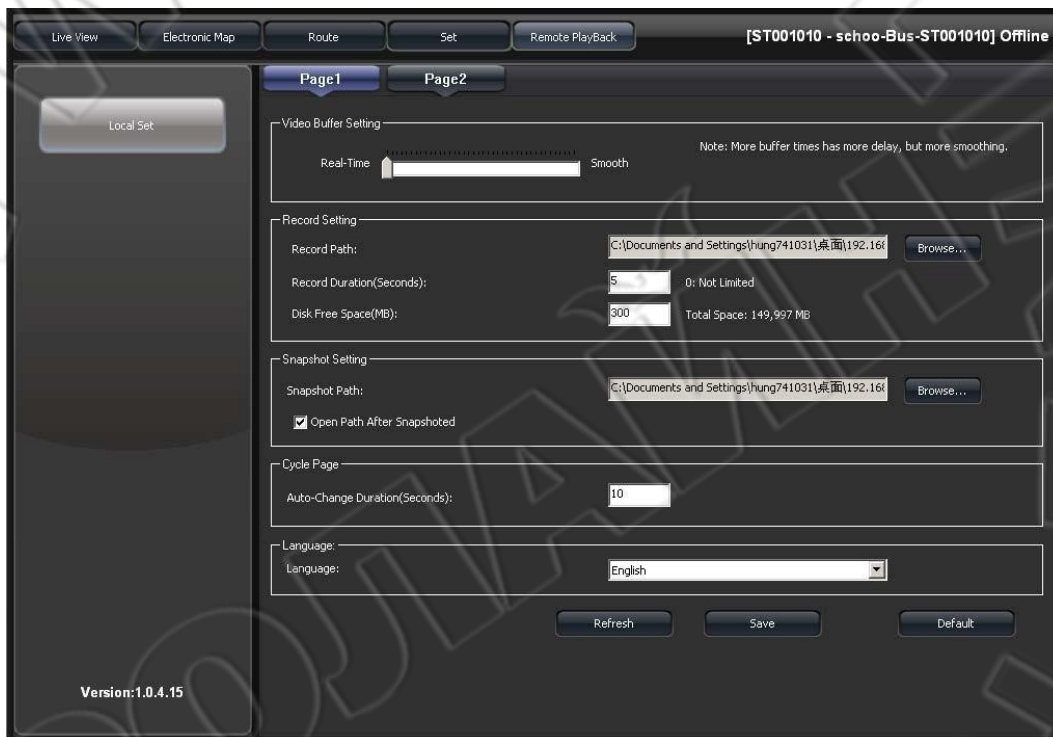 Live View
Electronic Map
Route
Set
Remote PlayBack
[ST001010 - schoo-Bus-ST001010] Offline
Local Set
Page1
Page2
Video Buffer Setting
Real-Time
Smooth
Note: More buffer times has more delay, but more smoothing.
Record Setting
Record Path:
C:\Documents and Settings\hung741031\桌面\192.168
Browse...
Record Duration(Seconds):
5
0: Not Limited
Disk Free Space(MB):
300
Total Space: 149,997 MB
Snapshot Setting
Snapshot Path:
C:\Documents and Settings\hung741031\桌面\192.168
Browse...
Open Path After Snapshoted
Cycle Page
Auto-Change Duration(Seconds):
10
Language:
Language:
English
Refresh
Save
Default
Version:1.0.4.15